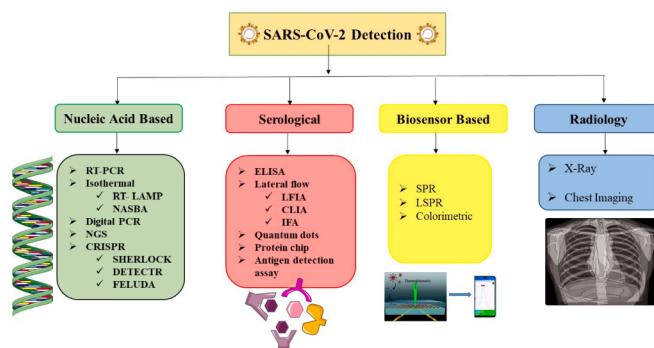 SARS-CoV-2 Detection
Nucleic Acid Based
RT-PCR
Isothermal
RT- LAMP
NASBA
Digital PCR
NGS
CRISPR
SHERLOCK
DETECTR
FELUDA
Serological
ELISA
Lateral flow
LFIA
CLIA
IFA
Quantum dots
Protein chip
Antigen detection
assay
Biosensor Based
SPR
LSPR
Colorimetric
Radiology
X-Ray
Chest Imaging